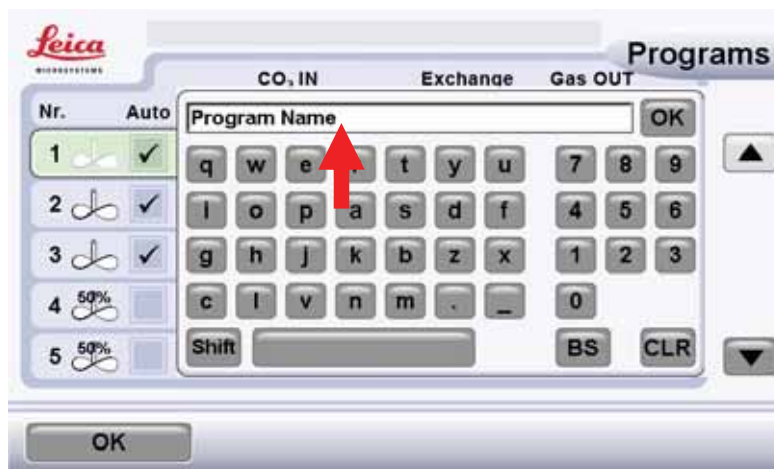 Leica
MICROSYSTEMS
Programs
CO₂ IN Exchange Gas OUT
Nr. Auto
Program Name OK
1 ✓ q w e t y u 7 8 9
2 ✓ i o p a s d f 4 5 6
3 ✓ g h j k b z x 1 2 3
4 50% c l v n m . _ 0
5 50% Shift BS CLR
OK